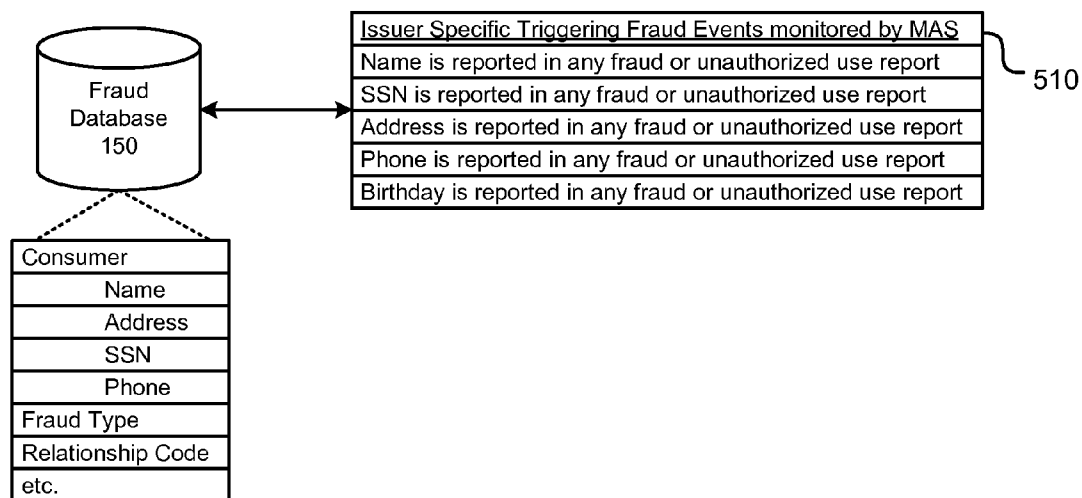 Fraud
Database
150
Issuer Specific Triggering Fraud Events monitored by MAS
Name is reported in any fraud or unauthorized use report
SSN is reported in any fraud or unauthorized use report
Address is reported in any fraud or unauthorized use report
Phone is reported in any fraud or unauthorized use report
Birthday is reported in any fraud or unauthorized use report
510
Consumer
Name
Address
SSN
Phone
Fraud Type
Relationship Code
etc.